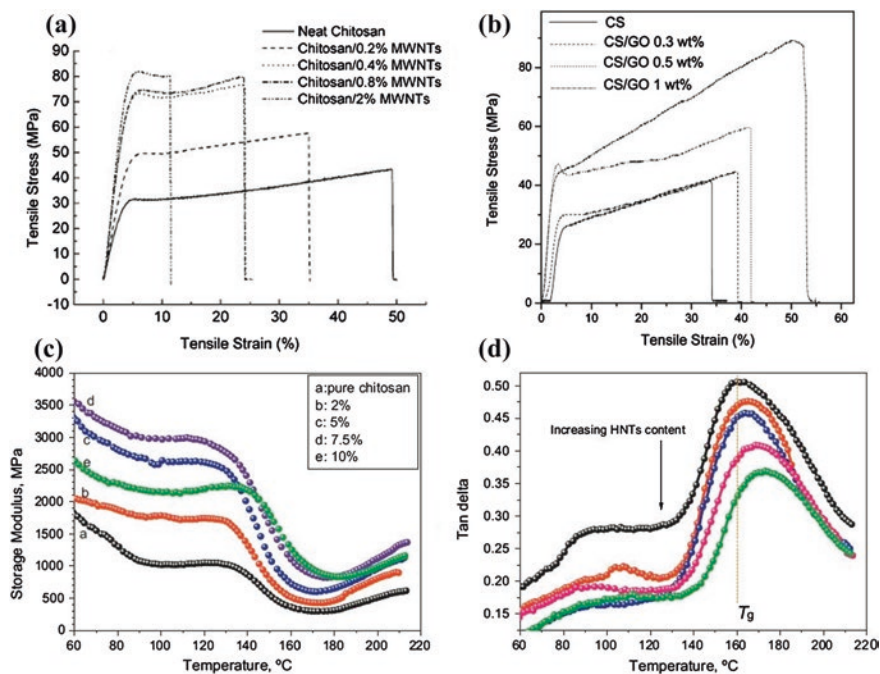 (a)
90
80
70
60
50
40
30
20
10
0
-10
Tensile Stress (MPa)
Neat Chitosan
Chitosan/0.2% MWNTs
Chitosan/0.4% MWNTs
Chitosan/0.8% MWNTs
Chitosan/2% MWNTs
0 10 20 30 40 50
Tensile Strain (%)
(b)
100
80
60
40
20
0
Tensile Stress (MPa)
CS
CS/GO 0.3 wt%
CS/GO 0.5 wt%
CS/GO 1 wt%
0 10 20 30 40 50 60
Tensile Strain (%)
(c)
4000
3500
3000
2500
2000
1500
1000
500
0
Storage Modulus, MPa
a:pure chitosan
b: 2%
c: 5%
d: 7.5%
e: 10%
d
c
e
b
a
60 80 100 120 140 160 180 200 220
Temperature, ºC
(d)
0.50
0.45
0.40
0.35
0.30
0.25
0.20
0.15
Tan delta
Increasing HNTs content
Tg
60 80 100 120 140 160 180 200 220
Temperature, ºC